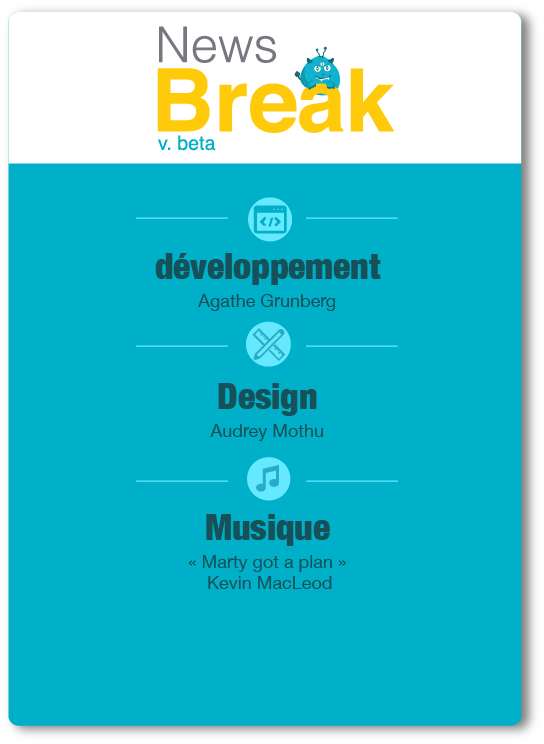 News
Break
v. beta
développement
Agathe Grunberg
Design
Audrey Mothu
Musique
« Marty got a plan »
Kevin MacLeod